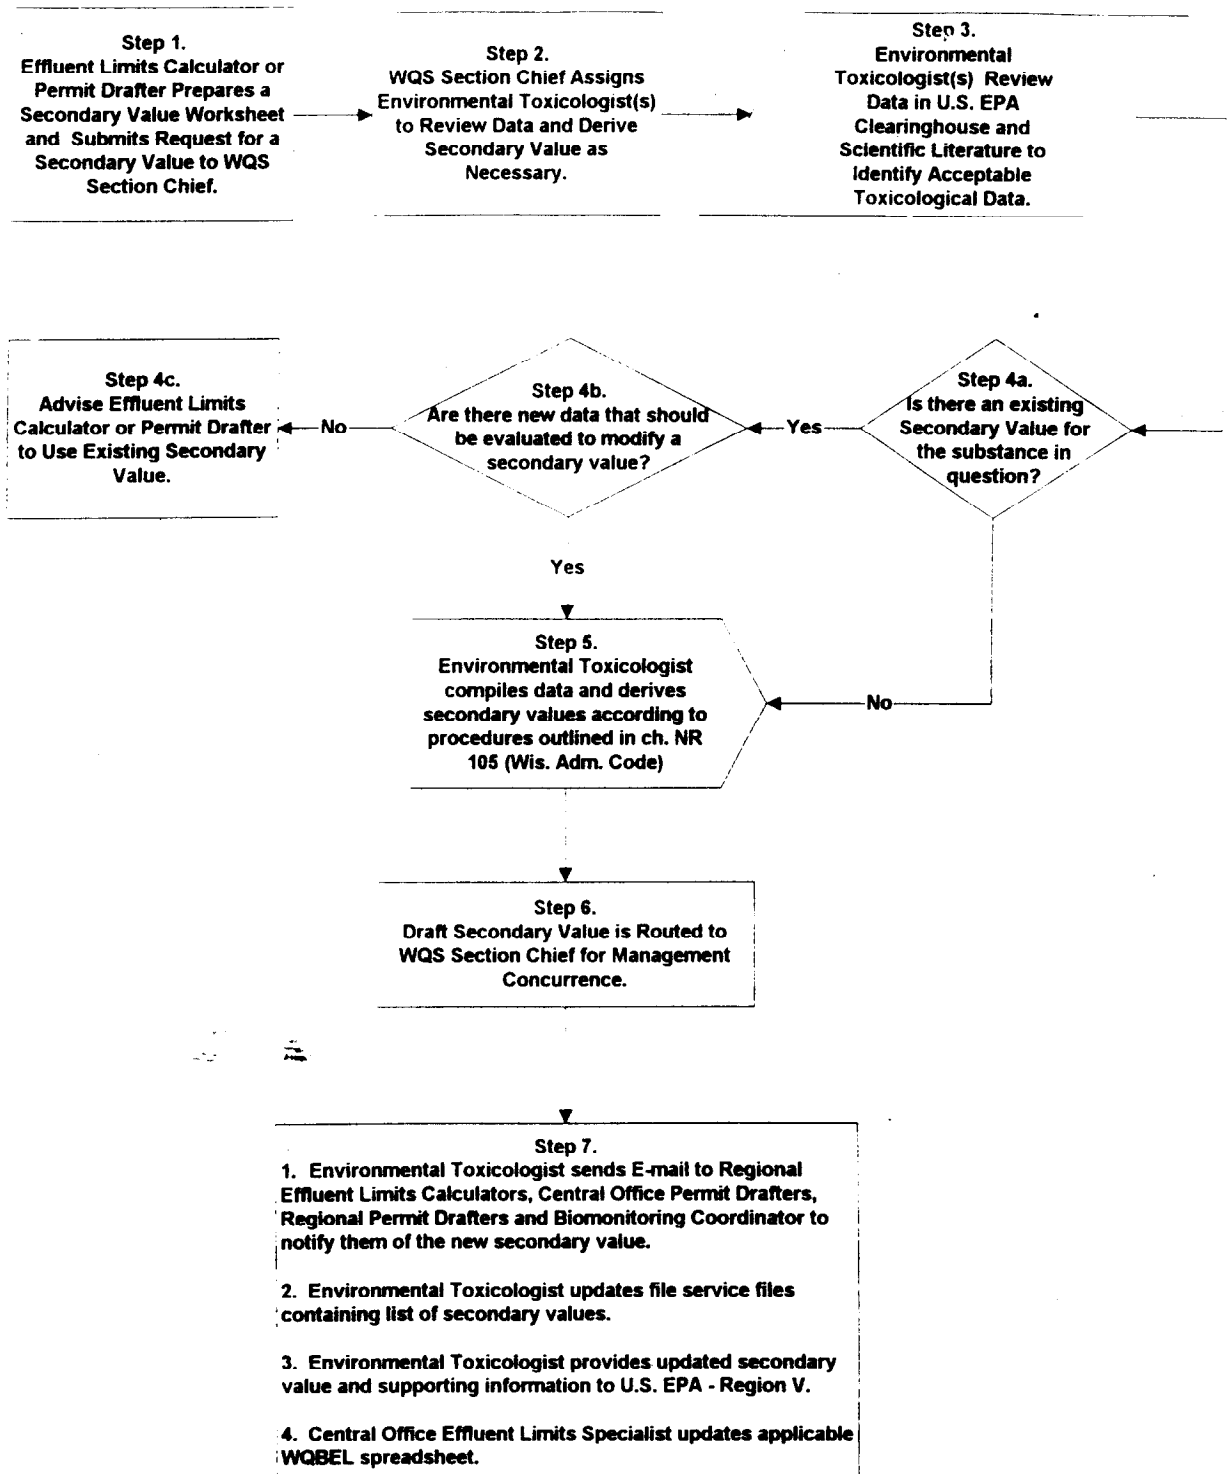 Step 1.
Effluent Limits Calculator or
Permit Drafter Prepares a
Secondary Value Worksheet
and Submits Request for a
Secondary Value to WQS
Section Chief.
Step 2.
WQS Section Chief Assigns
Environmental Toxicologist(s)
to Review Data and Derive
Secondary Value as
Necessary.
Step 3.
Environmental
Toxicologist(s) Review
Data in U.S. EPA
Clearinghouse and
Scientific Literature to
Identify Acceptable
Toxicological Data.
Step 4c.
Advise Effluent Limits
Calculator or Permit Drafter
to Use Existing Secondary
Value.
No
Step 4b.
Are there new data that should
be evaluated to modify a
secondary value?
Yes
Step 4a.
Is there an existing
Secondary Value for
the substance in
question?
Yes
Step 5.
Environmental Toxicologist
compiles data and derives
secondary values according to
procedures outlined in ch. NR
105 (Wis. Adm. Code)
No
Step 6.
Draft Secondary Value is Routed to
WQS Section Chief for Management
Concurrence.
Step 7.
1. Environmental Toxicologist sends E-mail to Regional
Effluent Limits Calculators, Central Office Permit Drafters,
Regional Permit Drafters and Biomonitoring Coordinator to
notify them of the new secondary value.
2. Environmental Toxicologist updates file service files
containing list of secondary values.
3. Environmental Toxicologist provides updated secondary
value and supporting information to U.S. EPA - Region V.
4. Central Office Effluent Limits Specialist updates applicable
WQBEL spreadsheet.